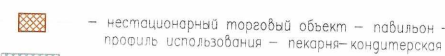 – нестационарный торговый объект – павильон –
профиль использования – пекарня–кондитерская